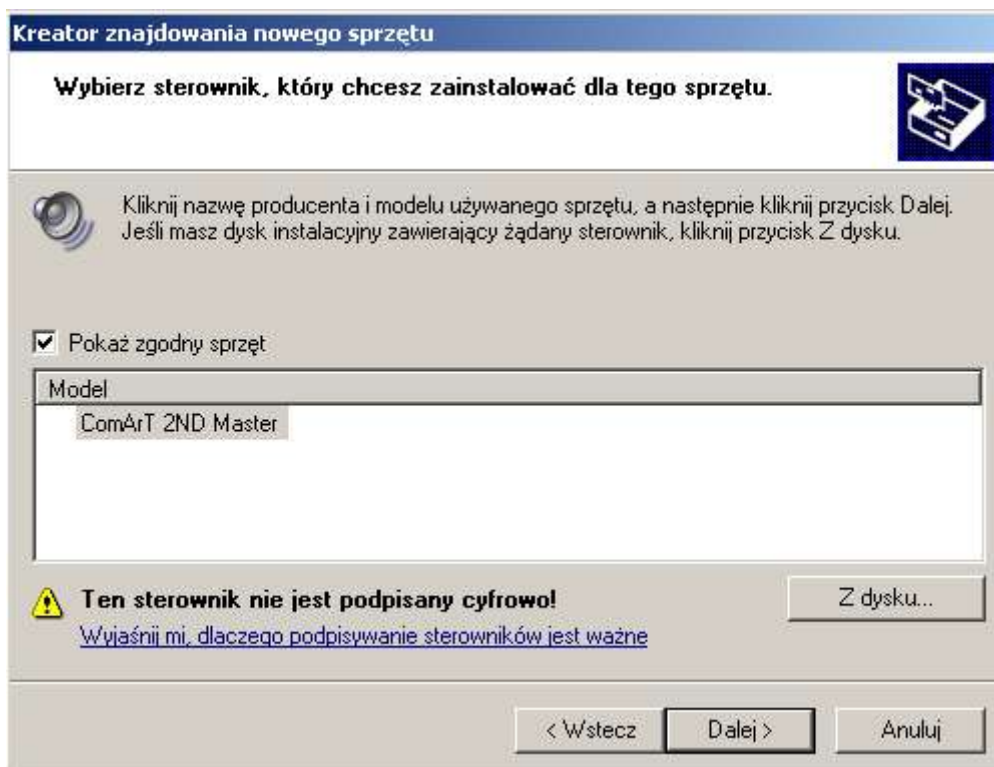 Kreator znajdowania nowego sprzętu
Wybierz sterownik, który chcesz zainstalować dla tego sprzętu.
Kliknij nazwę producenta i modelu używanego sprzętu, a następnie kliknij przycisk Dalej.
Jeśli masz dysk instalacyjny zawierający żądany sterownik, kliknij przycisk Z dysku.
Pokaż zgodny sprzęt
Model
ComArT 2ND Master
Ten sterownik nie jest podpisany cyfrowo!
Z dysku...
Wyjaśnij mi, dlaczego podpisywanie sterowników jest ważne
< Wstecz
Dalej >
Anuluj